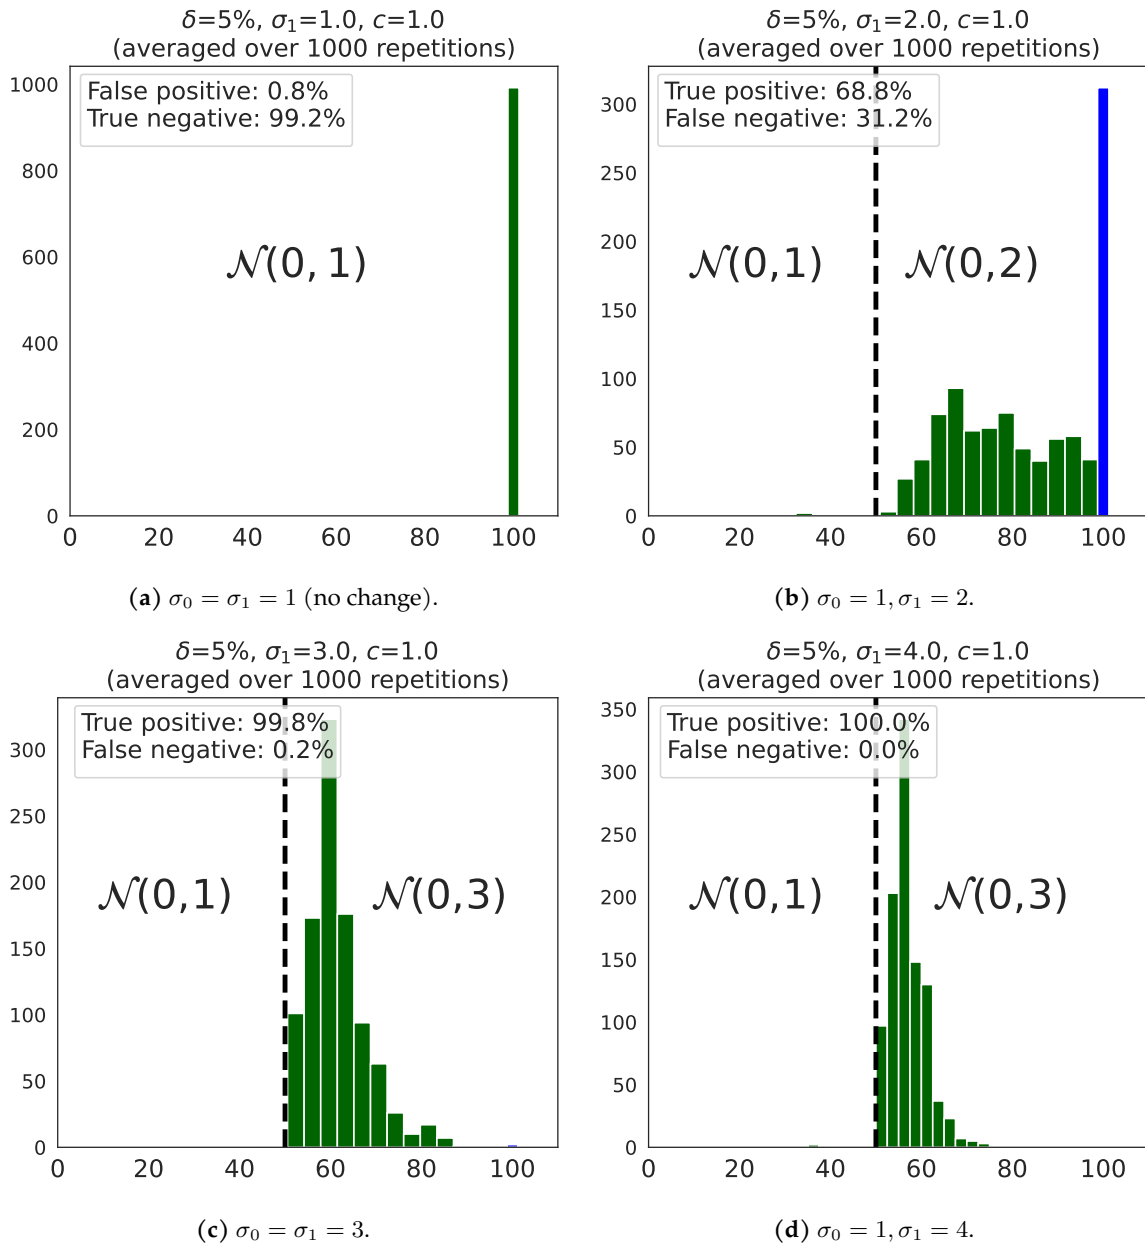 δ=5%, σ₁=1.0, c=1.0
(averaged over 1000 repetitions)
False positive: 0.8%
True negative: 99.2%
𝒩(0, 1)
1000
800
600
400
200
0
0 20 40 60 80 100
(a) σ₀ = σ₁ = 1 (no change).
δ=5%, σ₁=2.0, c=1.0
(averaged over 1000 repetitions)
True positive: 68.8%
False negative: 31.2%
𝒩(0,1) 𝒩(0,2)
300
250
200
150
100
50
0
0 20 40 60 80 100
(b) σ₀ = 1, σ₁ = 2.
δ=5%, σ₁=3.0, c=1.0
(averaged over 1000 repetitions)
True positive: 99.8%
False negative: 0.2%
𝒩(0,1) 𝒩(0,3)
300
250
200
150
100
50
0
0 20 40 60 80 100
(c) σ₀ = σ₁ = 3.
δ=5%, σ₁=4.0, c=1.0
(averaged over 1000 repetitions)
True positive: 100.0%
False negative: 0.0%
𝒩(0,1) 𝒩(0,3)
350
300
250
200
150
100
50
0
0 20 40 60 80 100
(d) σ₀ = 1, σ₁ = 4.